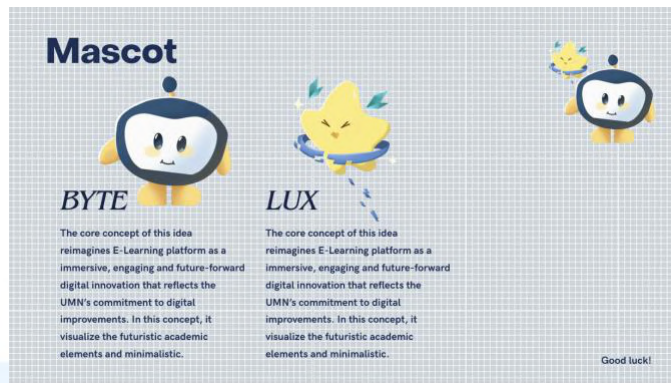 Mascot
BYTE
The core concept of this idea
reimagines E-Learning platform as a
immersive, engaging and future-forward
digital innovation that reflects the
UMN's commitment to digital
improvements. In this concept, it
visualize the futuristic academic
elements and minimalistic.
LUX
The core concept of this idea
reimagines E-Learning platform as a
immersive, engaging and future-forward
digital innovation that reflects the
UMN's commitment to digital
improvements. In this concept, it
visualize the futuristic academic
elements and minimalistic.
Good luck!